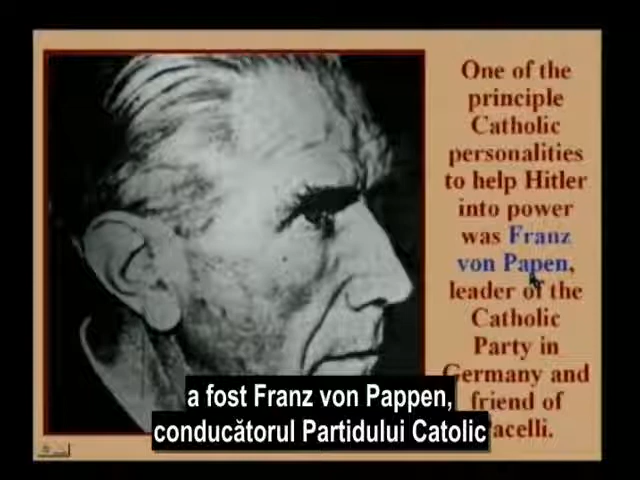 One of the
principle
Catholic
personalities
to help Hitler
into power
was Franz
von Papen,
leader of the
Catholic
Party in
Germany and
friend of
acelli.
a fost Franz von Pappen,
conducătorul Partidului Catolic